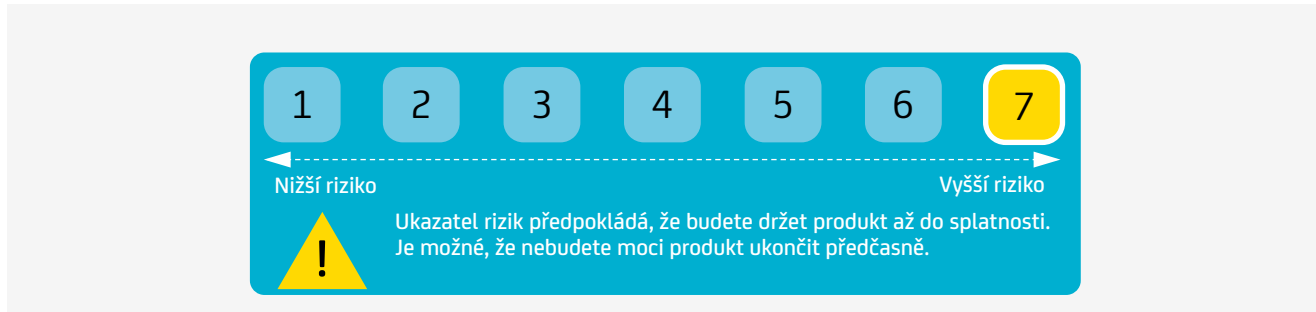 1 2 3 4 5 6 7
Nižší riziko Vyšší riziko
Ukazatel rizik předpokládá, že budete držet produkt až do splatnosti.
Je možné, že nebudete moci produkt ukončit předčasně.
!